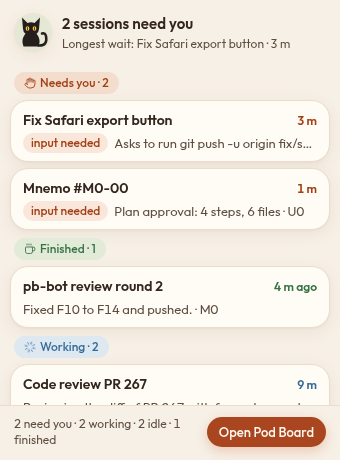 2 sessions need you
Longest wait: Fix Safari export button · 3 m
Needs you · 2
Fix Safari export button 3 m
input needed Asks to run git push -u origin fix/s...
Mnemo #M0-00 1 m
input needed Plan approval: 4 steps, 6 files · U0
Finished · 1
pb-bot review round 2 4 m ago
Fixed F10 to F14 and pushed. · M0
Working · 2
Code review PR 267 9 m
2 need you · 2 working · 2 idle · 1
finished
Open Pod Board